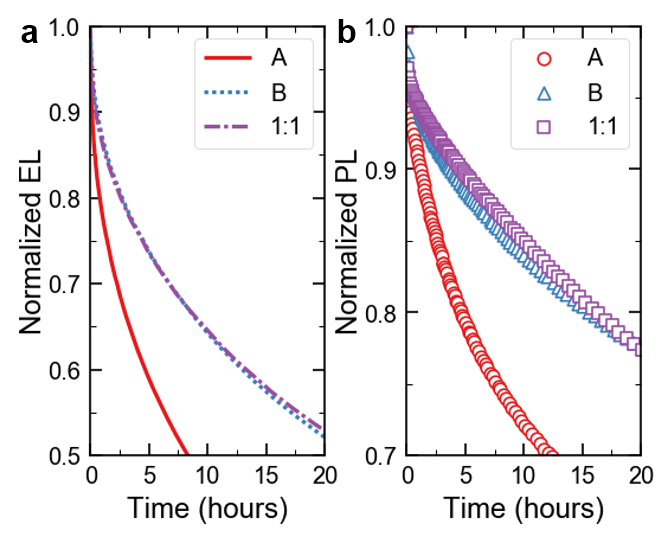 a
Normalized EL
1.0
0.9
0.8
0.7
0.6
0.5
A
B
1:1
0 5 10 15 20
Time (hours)
b
Normalized PL
1.0
0.9
0.8
0.7
A
B
1:1
0 5 10 15 20
Time (hours)